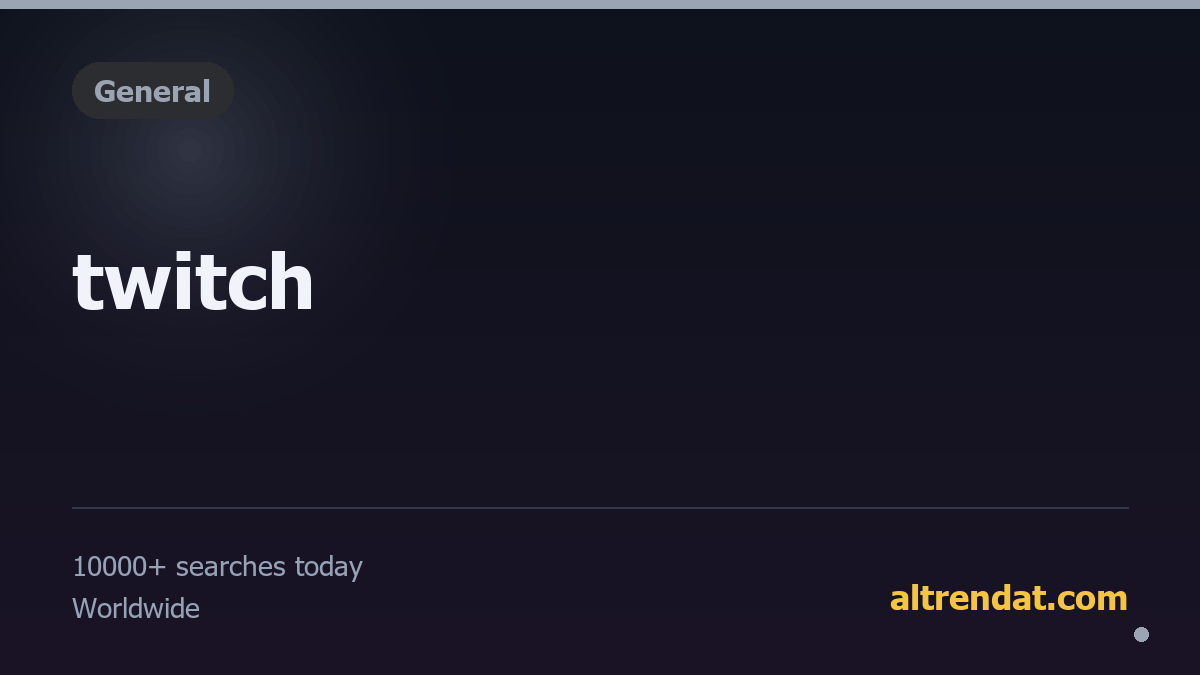 General
twitch
10000+ searches today
Worldwide
altrendat.com